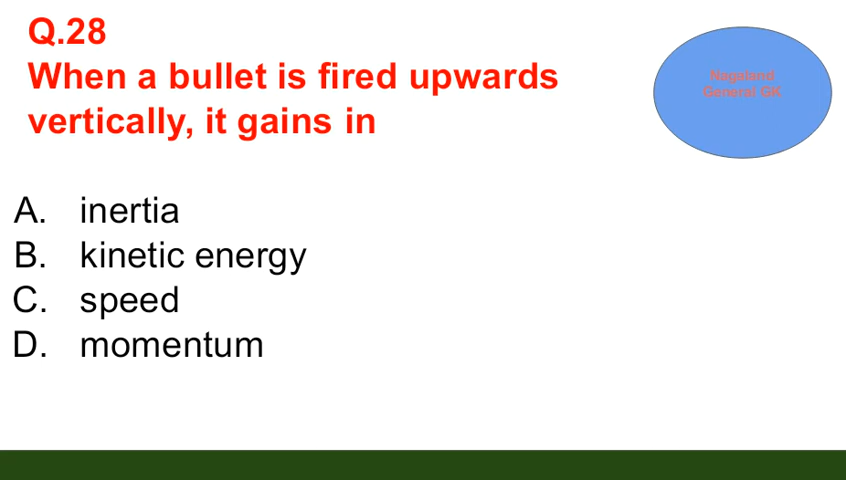 Q.28
When a bullet is fired upwards
vertically, it gains in
Nagaland
General GK
A. inertia
B. kinetic energy
C. speed
D. momentum